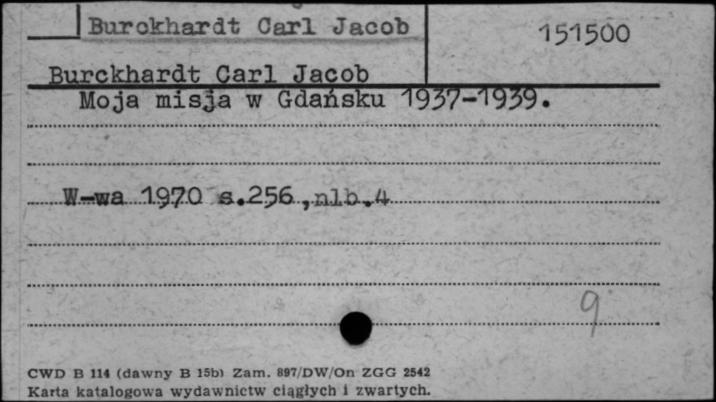 Burckhardt Carl Jacob
151500
Burckhardt Carl Jacob
Moja misja w Gdańsku 1937-1939.
W-wa 1970 s.256,nlb.4
9
CWD B 114 (dawny B 15b) Zam. 897/DW/On ZGG 2542
Karta katalogowa wydawnictw ciągłych i zwartych.